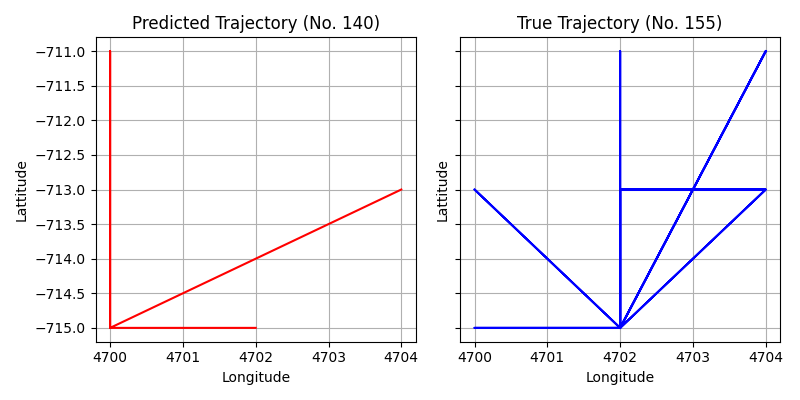 Predicted Trajectory (No. 140)
True Trajectory (No. 155)
−711.0
−711.5
−712.0
−712.5
−713.0
−713.5
−714.0
−714.5
−715.0
Lattitude
Lattitude
4700 4701 4702 4703 4704
4700 4701 4702 4703 4704
Longitude
Longitude